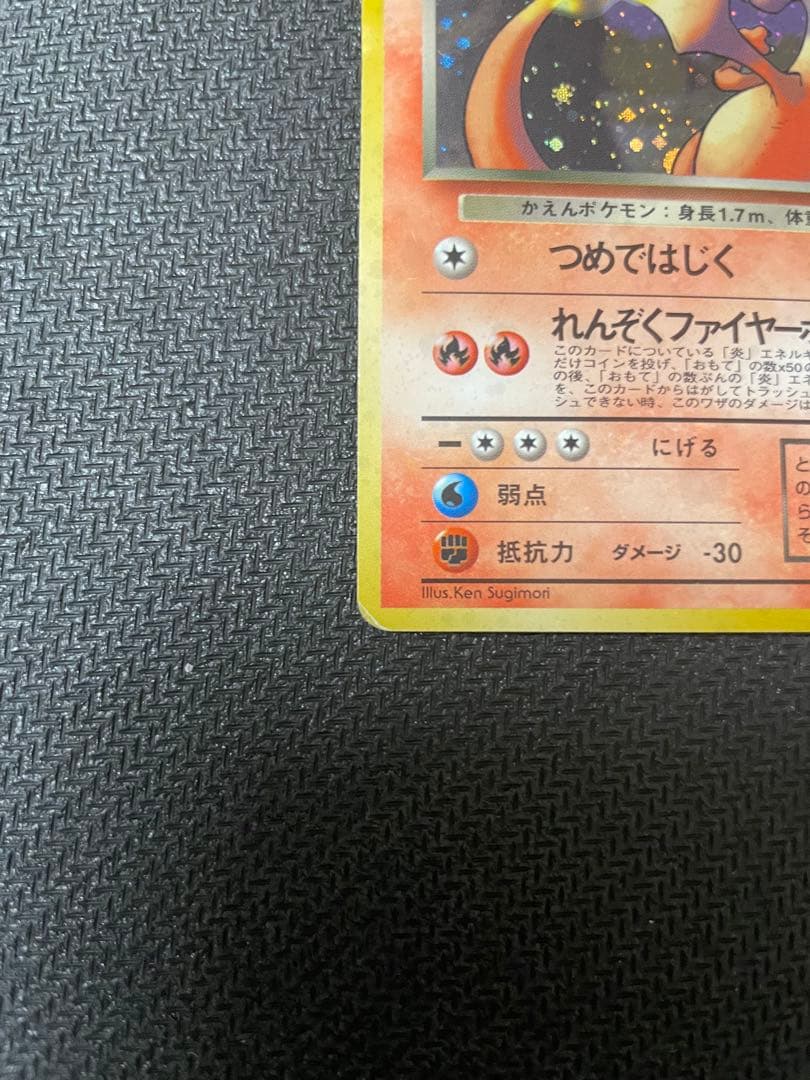 かえんポケモン：身長1.7m、体重
つめではじく
れんぞくファイヤーボ
このカードについている「炎」エネルギ
だけコインを投げ、「おもて」の数x50の
の後、「おもて」の数ぶんの「炎」エネ
を、このカードからはがしてトラッシュ
シュできない時、このワザのダメージは
にげる
弱点
抵抗力 ダメージ -30
と
の
ら
そ
Illus.Ken Sugimori